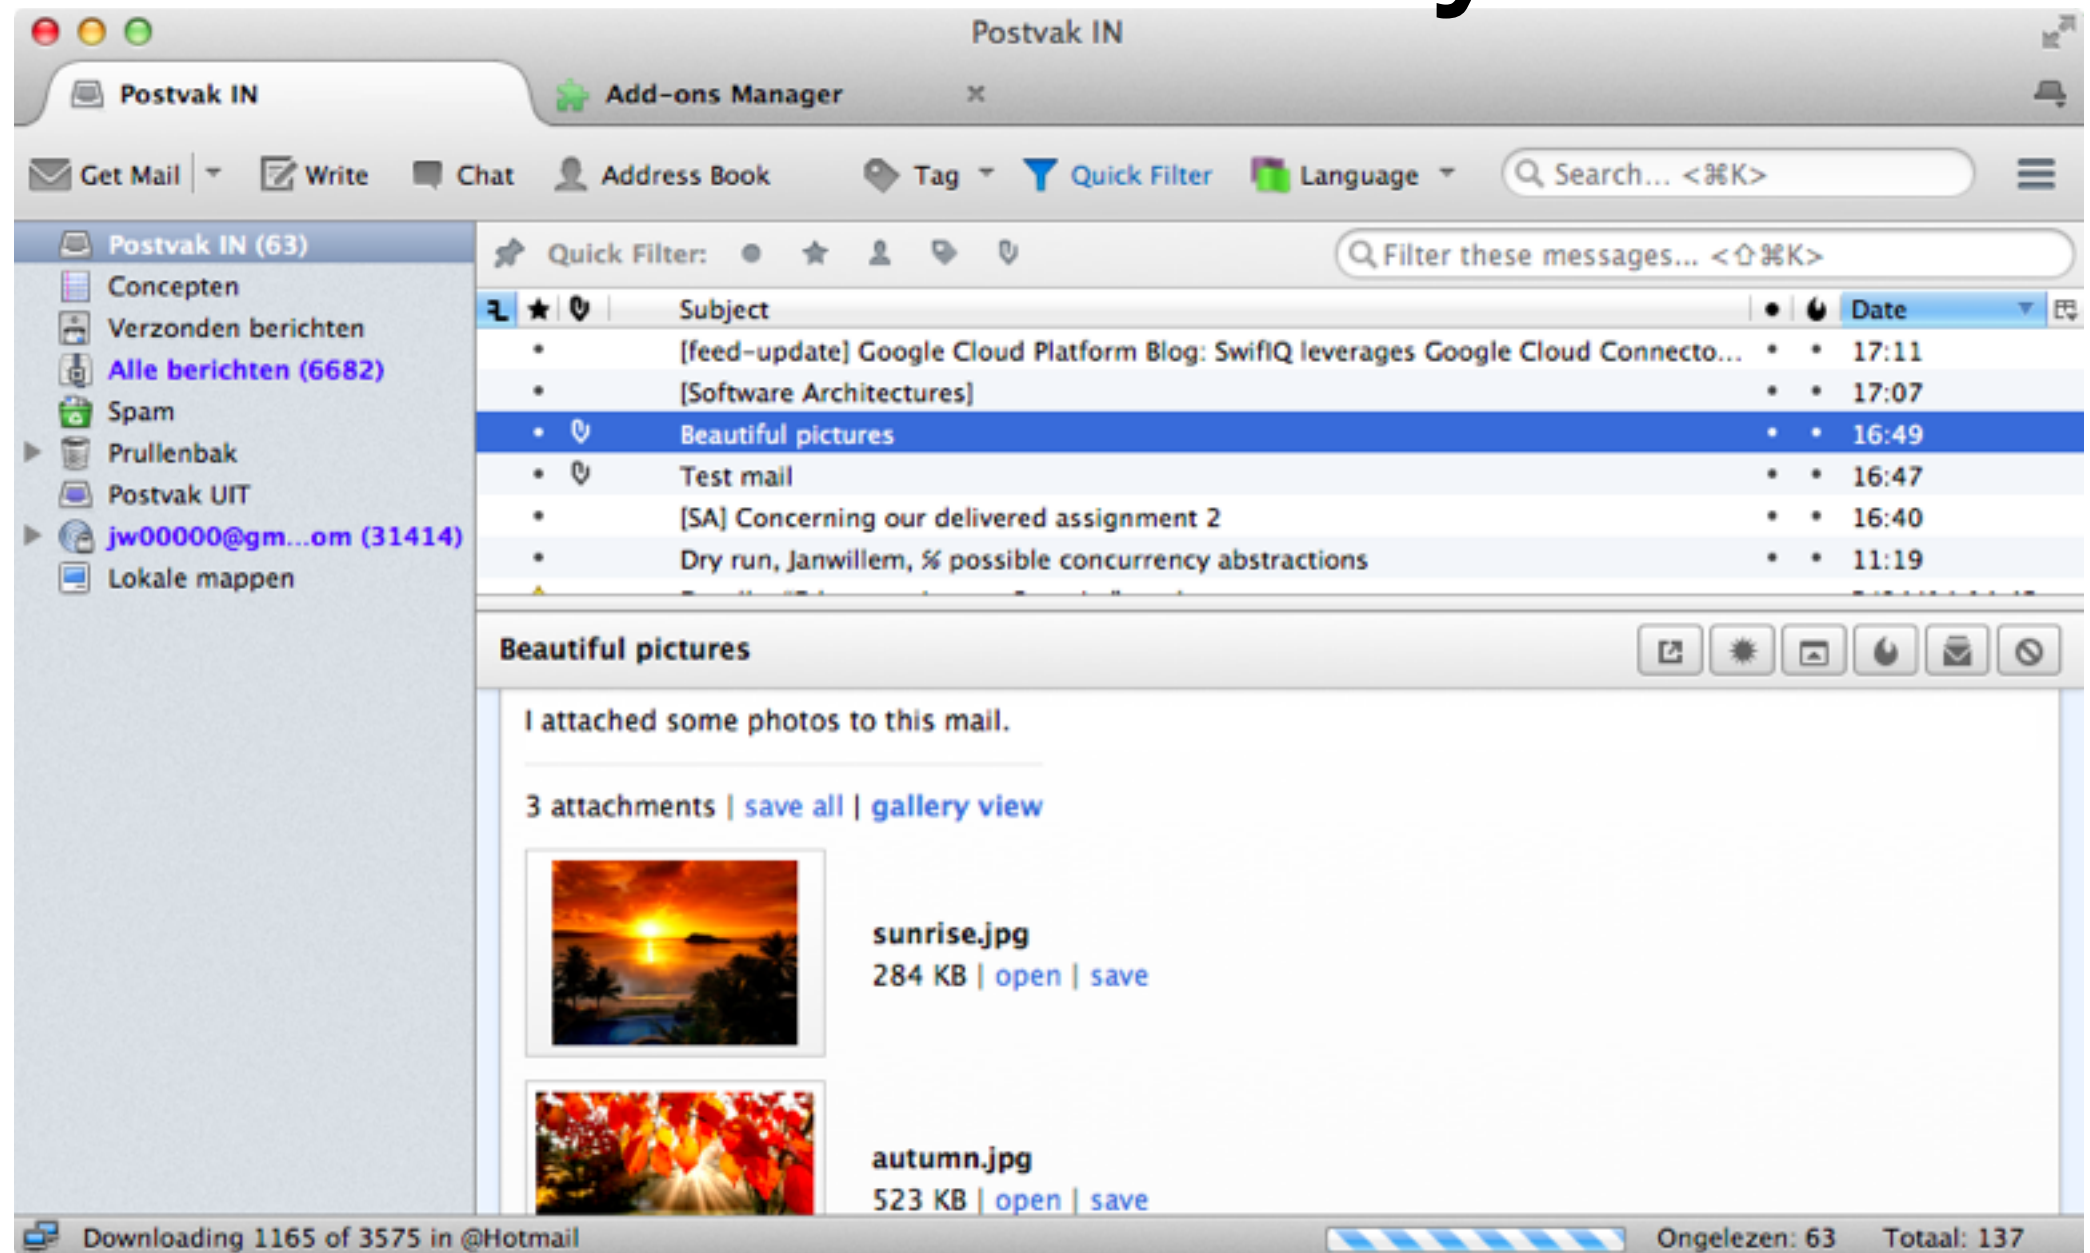 Postvak IN
Postvak IN
Add-ons Manager
Get Mail
Write
Chat
Address Book
Tag
Quick Filter
Language
Search... <⌘K>
Postvak IN (63)
Concepten
Verzonden berichten
Alle berichten (6682)
Spam
Prullenbak
Postvak UIT
jw00000@gm...om (31414)
Lokale mappen
Quick Filter:
Filter these messages... <⇧⌘K>
Subject
Date
[feed-update] Google Cloud Platform Blog: SwiflQ leverages Google Cloud Connecto... 17:11
[Software Architectures] 17:07
Beautiful pictures 16:49
Test mail 16:47
[SA] Concerning our delivered assignment 2 16:40
Dry run, Janwillem, % possible concurrency abstractions 11:19
Beautiful pictures
I attached some photos to this mail.
3 attachments | save all | gallery view
sunrise.jpg
284 KB | open | save
autumn.jpg
523 KB | open | save
Downloading 1165 of 3575 in @Hotmail
Ongelezen: 63
Totaal: 137